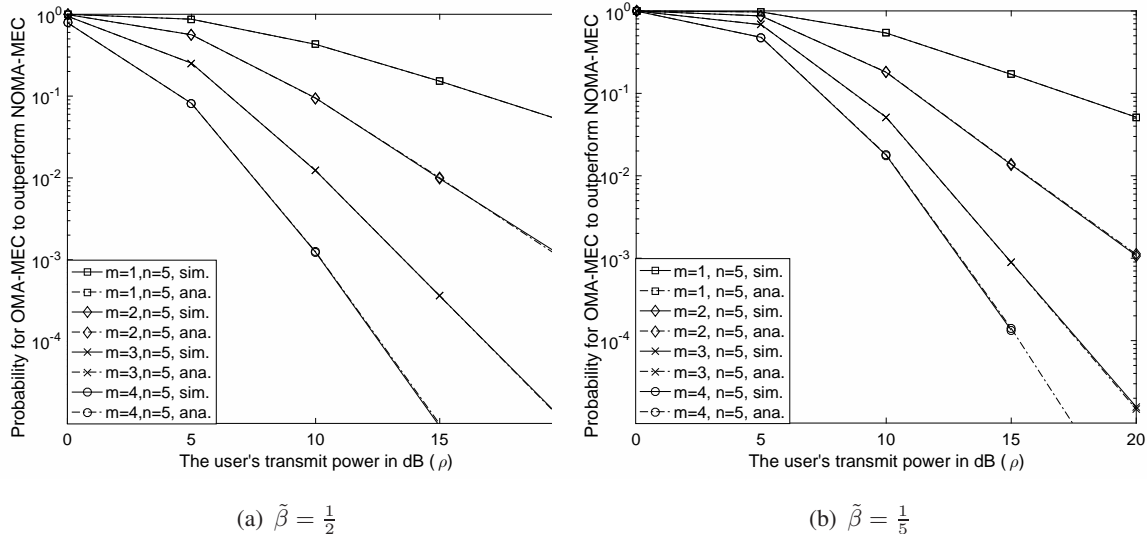 Probability for OMA-MEC to outperform NOMA-MEC
10^0
10^-1
10^-2
10^-3
10^-4
m=1,n=5, sim.
m=1,n=5, ana.
m=2,n=5, sim.
m=2,n=5, ana.
m=3,n=5, sim.
m=3,n=5, ana.
m=4,n=5, sim.
m=4,n=5, ana.
0 5 10 15
The user's transmit power in dB (ρ)
(a) β̃ = 1/2
Probability for OMA-MEC to outperform NOMA-MEC
10^0
10^-1
10^-2
10^-3
10^-4
m=1, n=5, sim.
m=1, n=5, ana.
m=2, n=5, sim.
m=2, n=5, ana.
m=3, n=5, sim.
m=3, n=5, ana.
m=4, n=5, sim.
m=4, n=5, ana.
0 5 10 15 20
The user's transmit power in dB (ρ)
(b) β̃ = 1/5